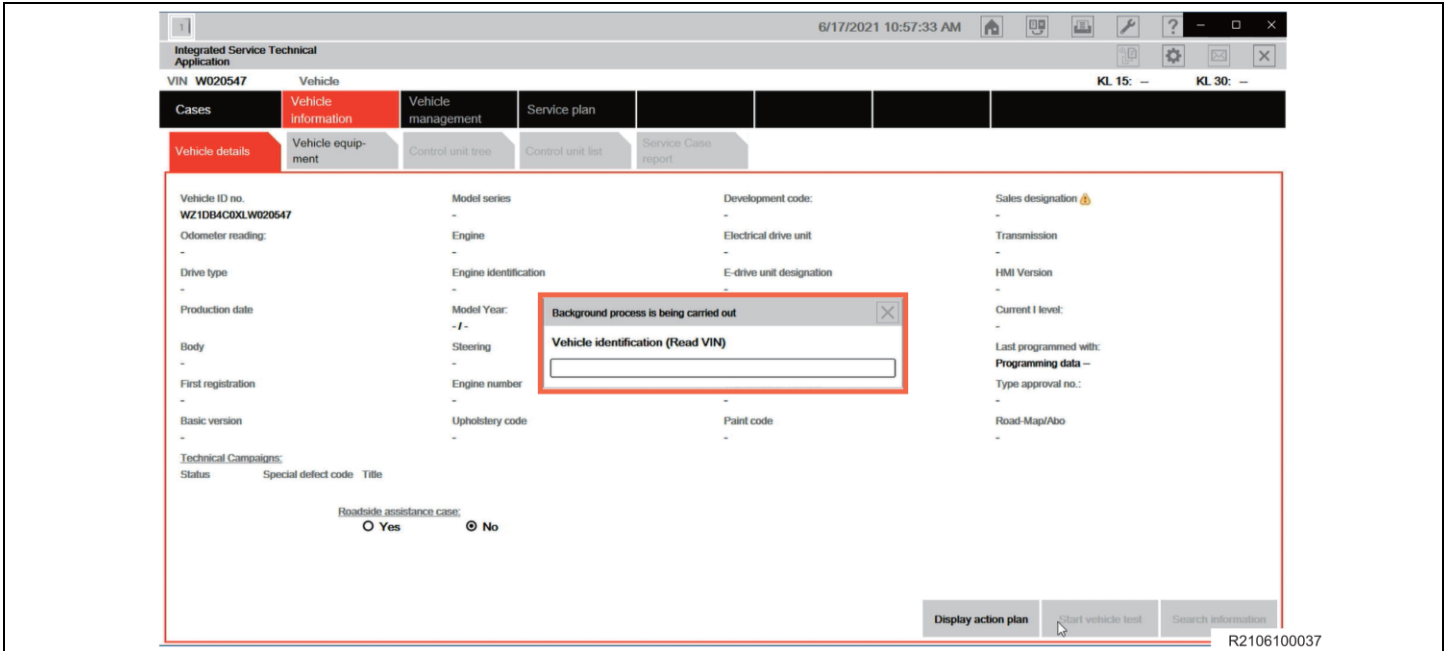 1
6/17/2021 10:57:33 AM
?
Integrated Service Technical
Application
VIN W020547 Vehicle KL 15: -- KL 30: --
Cases Vehicle information Vehicle management Service plan
Vehicle details Vehicle equip-
ment Control unit tree Control unit list Service Case
report
Vehicle ID no. Model series Development code: Sales designation
WZ1DB4C0XLW020547 - - -
Odometer reading: Engine Electrical drive unit Transmission
- - - -
Drive type Engine identification E-drive unit designation HMI Version
- - - -
Production date Model Year: Current I level:
- / - -
Background process is being carried out
Vehicle identification (Read VIN)
Body Steering Last programmed with:
- - Programming data --
First registration Engine number Type approval no.:
- - - -
Basic version Upholstery code Paint code Road-Map/Abo
- - - -
Technical Campaigns:
Status Special defect code Title
Roadside assistance case:
Yes No
Display action plan Start vehicle test Search information
R2106100037